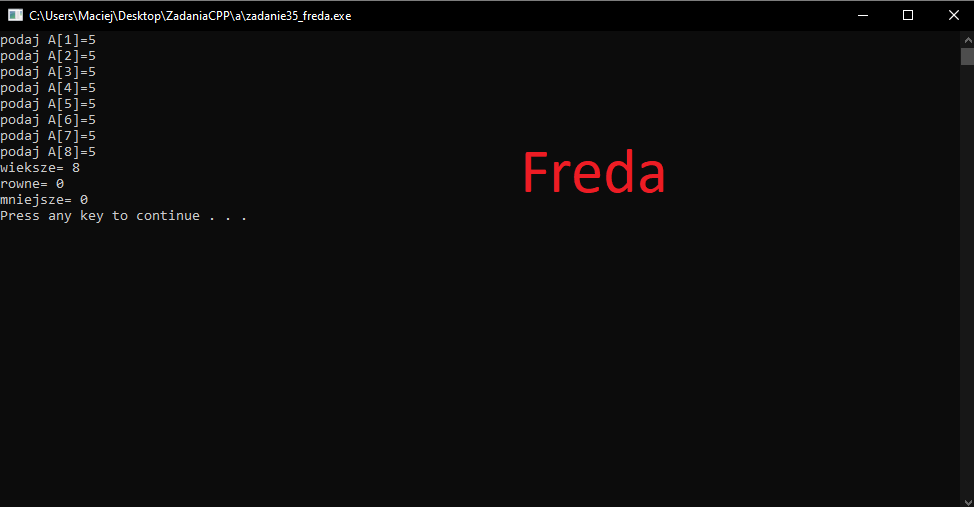 C:\Users\Maciej\Desktop\ZadaniaCPP\a\zadanie35_freda.exe
podaj A[1]=5
podaj A[2]=5
podaj A[3]=5
podaj A[4]=5
podaj A[5]=5
podaj A[6]=5
podaj A[7]=5
podaj A[8]=5
wieksze= 8
rowne= 0
mniejsze= 0
Press any key to continue . . .
Freda